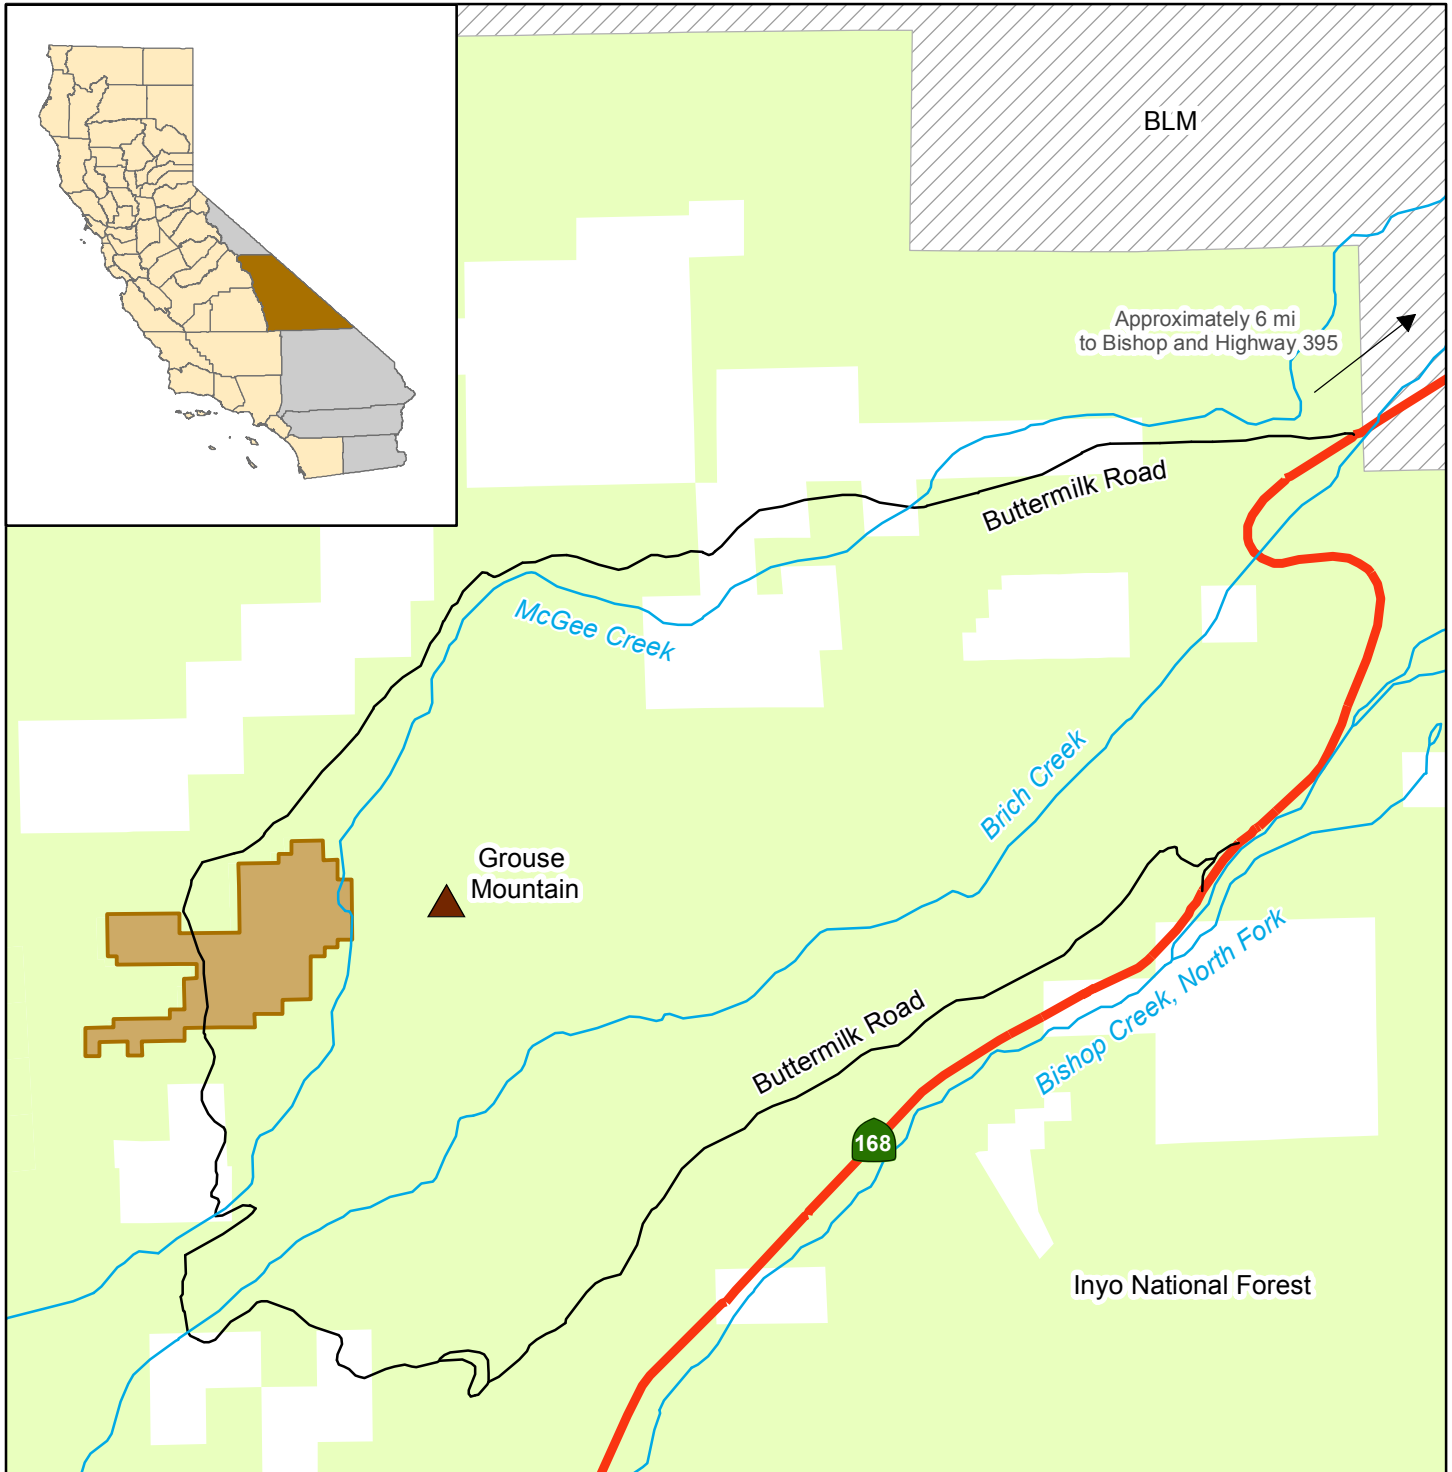 BLM
Approximately 6 mi
to Bishop and Highway 395
Buttermilk Road
McGee Creek
Brich Creek
Grouse
Mountain
Bishop Creek, North Fork
Buttermilk Road
168
Inyo National Forest